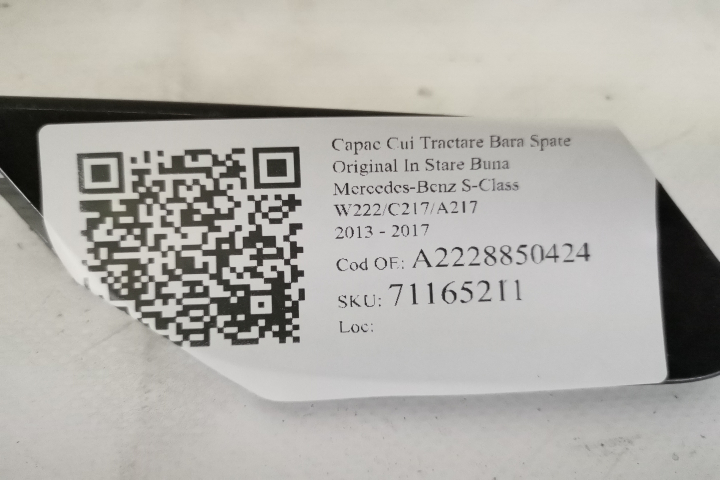 Capac Cui Tractare Bara Spate
Original In Stare Buna
Mercedes-Benz S-Class
W222/C217/A217
2013 - 2017
Cod OE: A2228850424
SKU: 71165211
Loc: